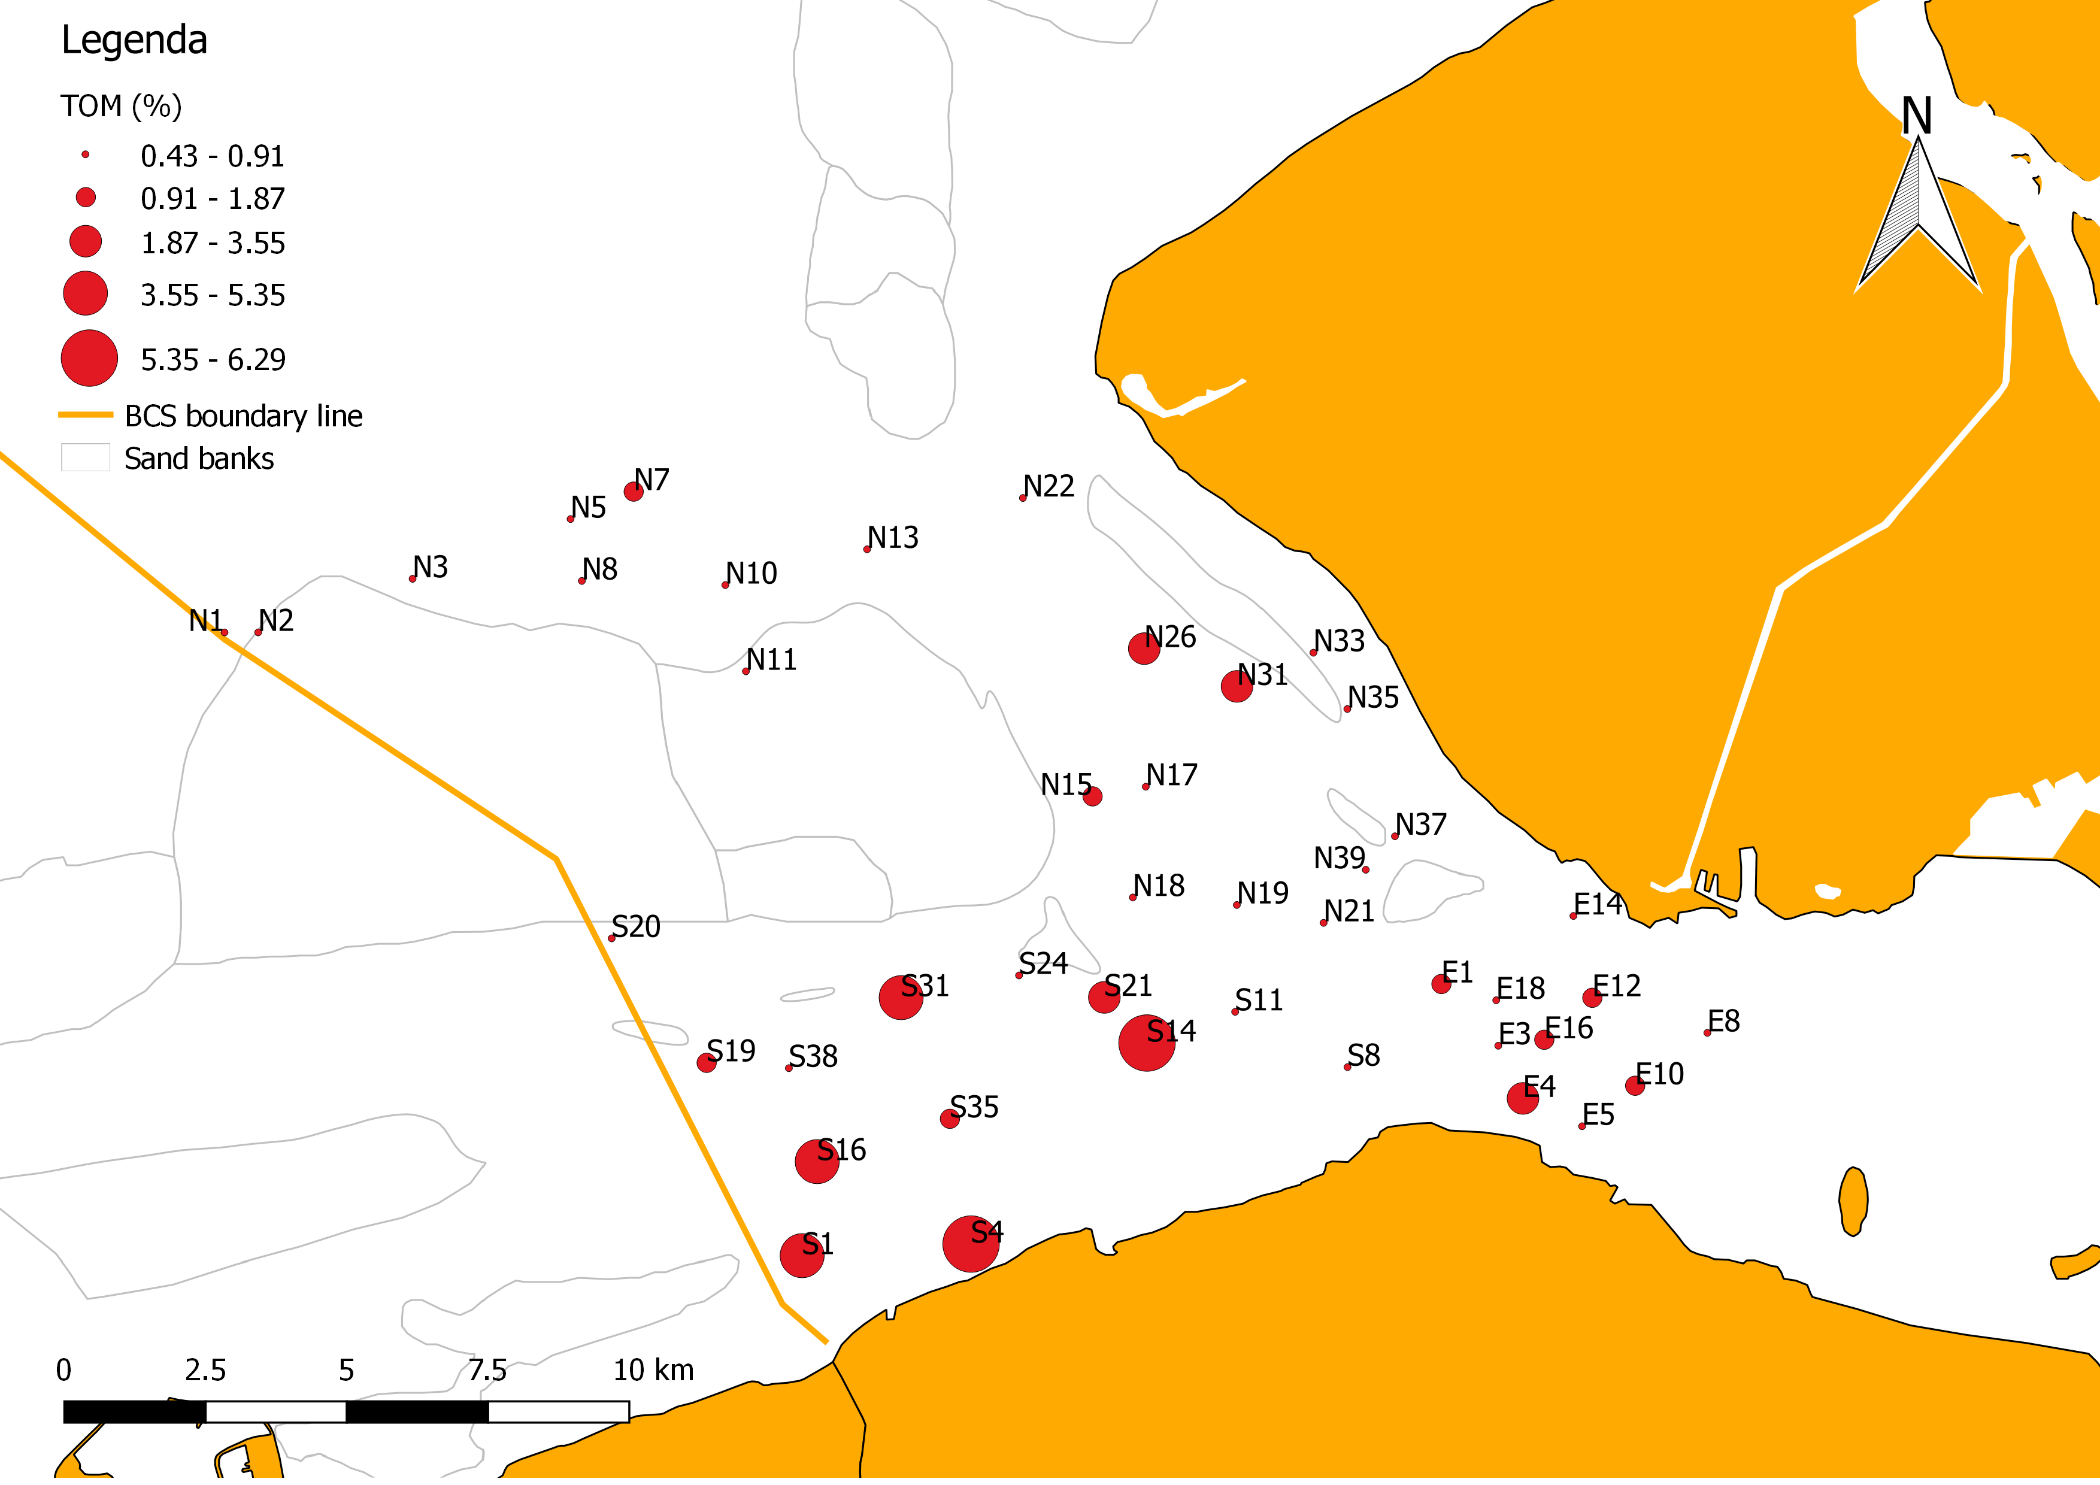 Legenda
TOM (%)
0.43 - 0.91
0.91 - 1.87
1.87 - 3.55
3.55 - 5.35
5.35 - 6.29
BCS boundary line
Sand banks
N
N7
N5
N22
N13
N3
N8
N10
N1
N2
N26
N33
N11
N31
N35
N17
N15
N37
N39
N18
N19
E14
N21
S20
S24
E1
S31
S21
E18
E12
S11
S14
E3
E16
E8
S19
S38
S8
E10
E4
S35
E5
S16
S4
S1
0 2.5 5 7.5 10 km